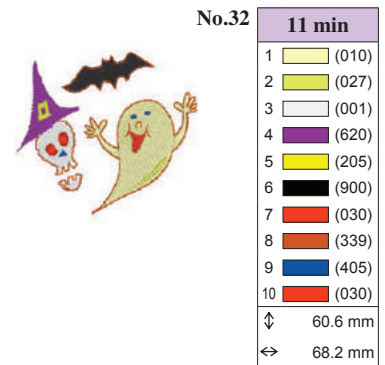 No.32
11 min
1 (010)
2 (027)
3 (001)
4 (620)
5 (205)
6 (900)
7 (030)
8 (339)
9 (405)
10 (030)
↕ 60.6 mm
↔ 68.2 mm